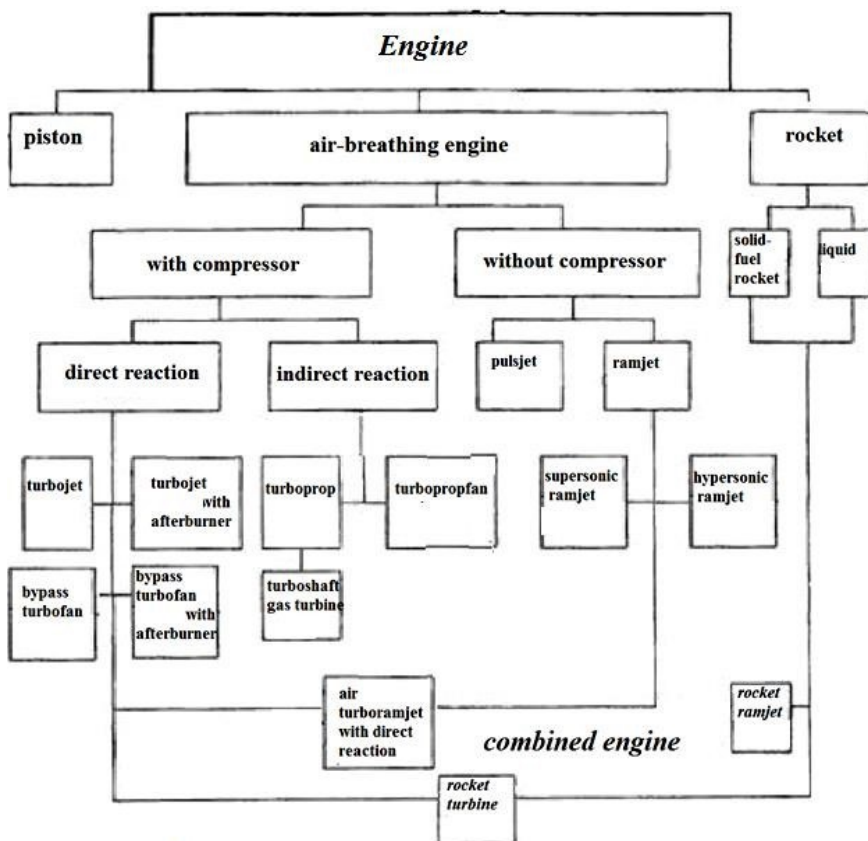 Engine
piston
air-breathing engine
rocket
with compressor
without compressor
solid-
fuel
rocket
liquid
direct reaction
indirect reaction
pulsjet
ramjet
turbojet
turbojet
with
afterburner
turboprop
turbopropfan
supersonic
ramjet
hypersonic
ramjet
bypass
turbofan
bypass
turbofan
with
afterburner
turboshaft
gas turbine
air
turboramjet
with direct
reaction
combined engine
rocket
ramjet
rocket
turbine